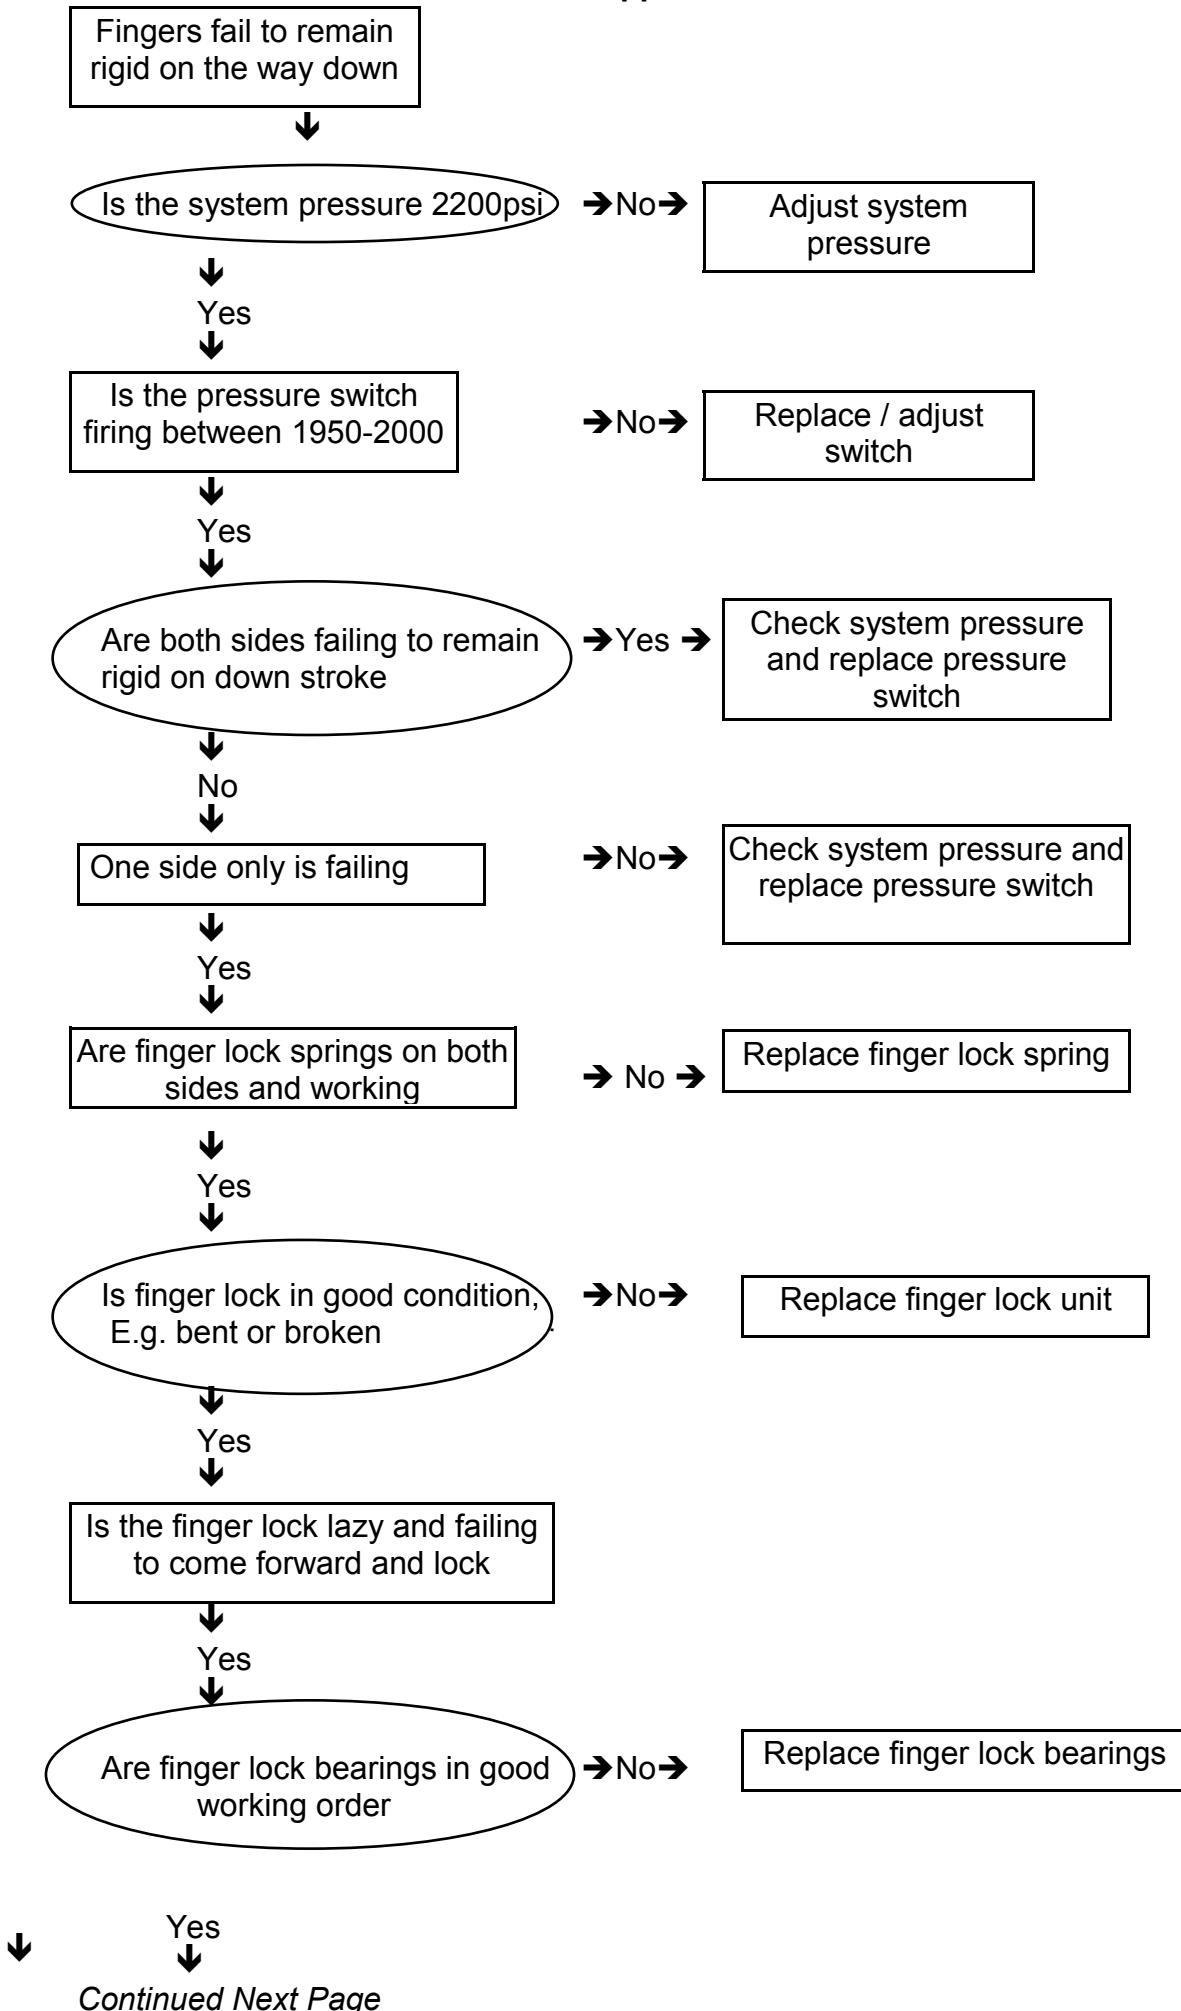 Fingers fail to remain
rigid on the way down
Is the system pressure 2200psi
➔No➔
Adjust system
pressure
Yes
Is the pressure switch
firing between 1950-2000
➔No➔
Replace / adjust
switch
Yes
Are both sides failing to remain
rigid on down stroke
➔Yes ➔
Check system pressure
and replace pressure
switch
No
One side only is failing
➔No➔
Check system pressure and
replace pressure switch
Yes
Are finger lock springs on both
sides and working
➔ No ➔
Replace finger lock spring
Yes
Is finger lock in good condition,
E.g. bent or broken
➔No➔
Replace finger lock unit
Yes
Is the finger lock lazy and failing
to come forward and lock
Yes
Are finger lock bearings in good
working order
➔No➔
Replace finger lock bearings
Yes
Continued Next Page